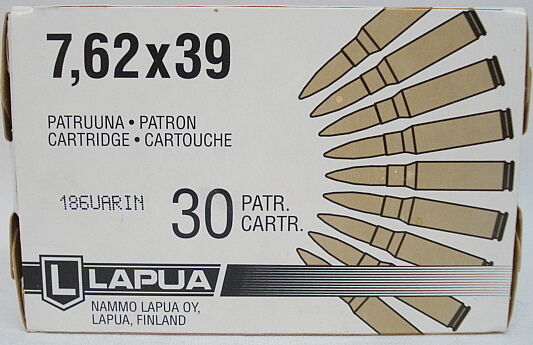 7,62x39
PATRUUNA • PATRON
CARTRIDGE • CARTOUCHE
186UARIN
30 PATR.
CARTR.
L LAPUA
NAMMO LAPUA OY,
LAPUA, FINLAND